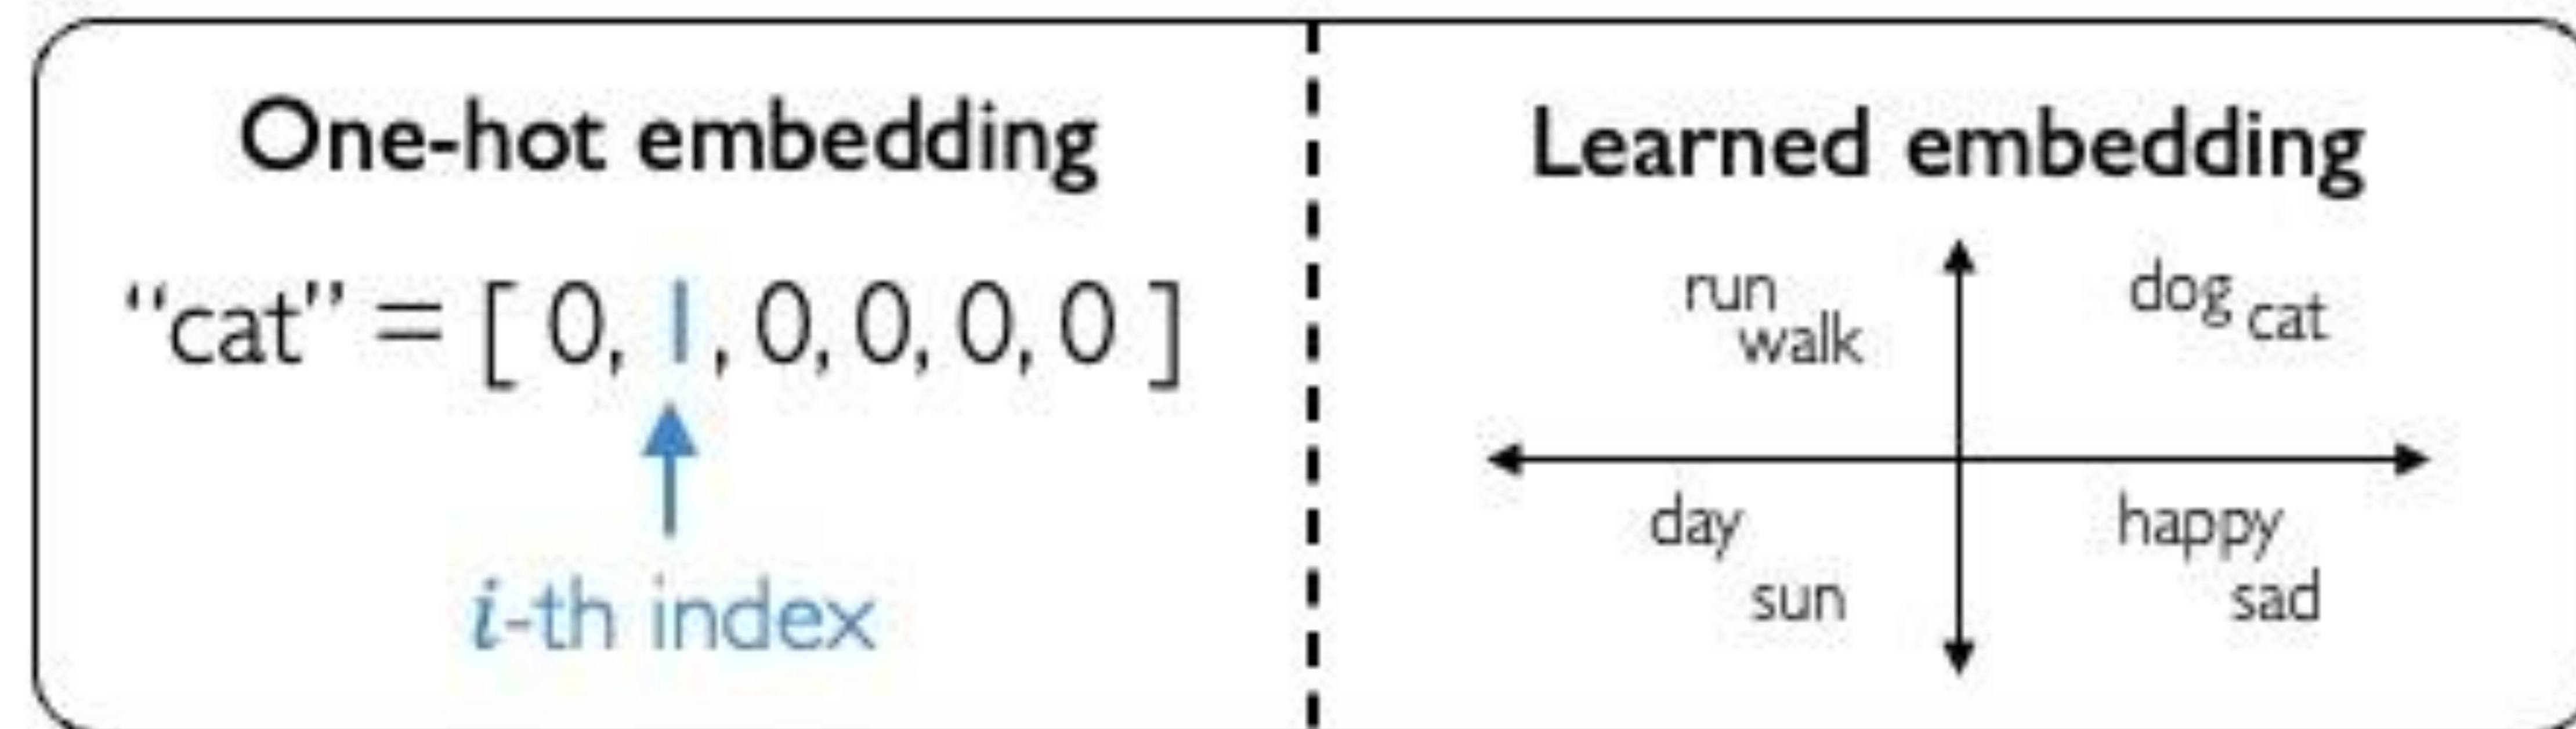 One-hot embedding
“cat” = [ 0, 1, 0, 0, 0, 0 ]
i-th index
Learned embedding
run
walk
dog
cat
day
sun
happy
sad